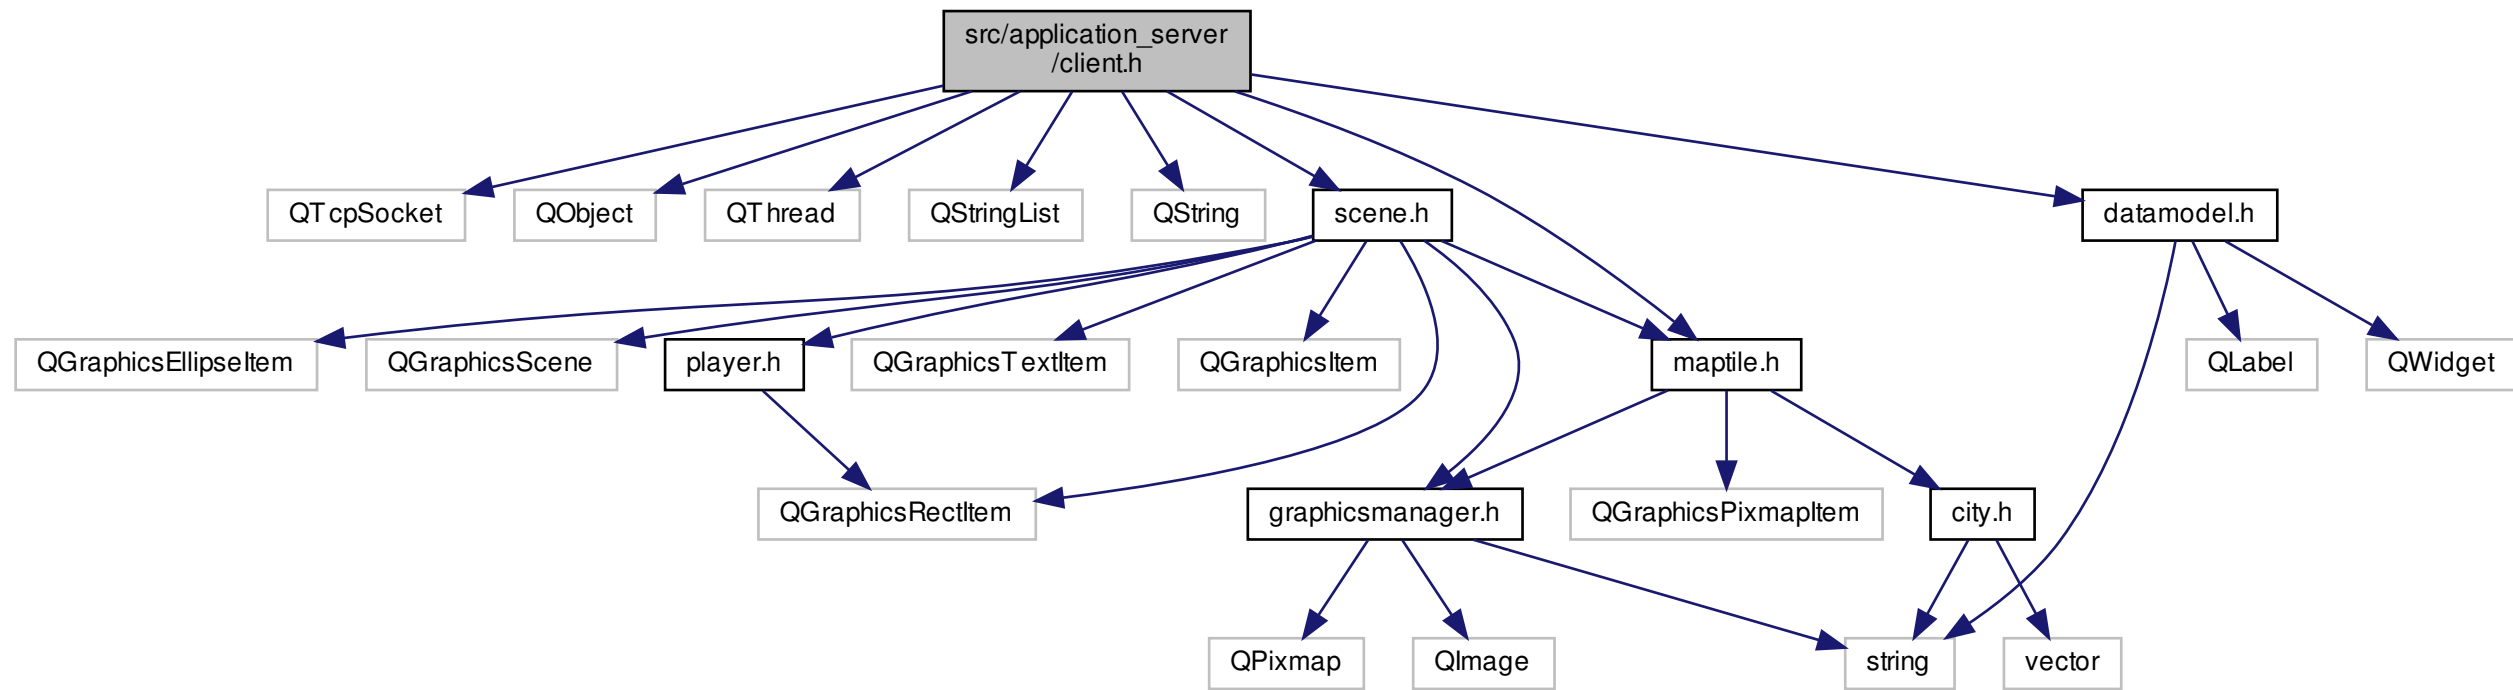 src/application_server
/client.h
QTcpSocket
QObject
QThread
QStringList
QString
scene.h
datamodel.h
QGraphicsEllipseItem
QGraphicsScene
player.h
QGraphicsTextItem
QGraphicsItem
maptile.h
QLabel
QWidget
QGraphicsRectItem
graphicsmanager.h
QGraphicsPixmapItem
city.h
QPixmap
QImage
string
vector